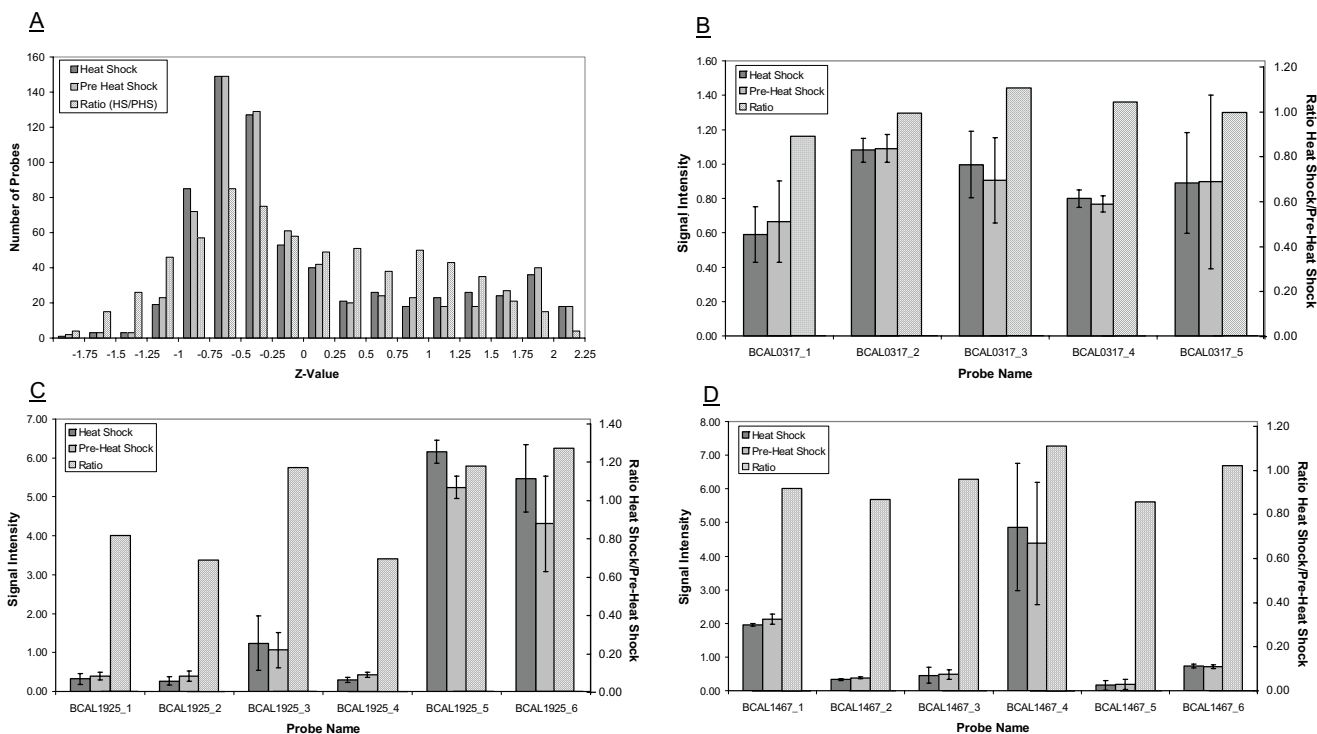 A
Heat Shock
Pre Heat Shock
Ratio (HS/PHS)
Number of Probes
160
140
120
100
80
60
40
20
0
-1.75 -1.5 -1.25 -1 -0.75 -0.5 -0.25 0 0.25 0.5 0.75 1 1.25 1.5 1.75 2 2.25
Z-Value
B
Heat Shock
Pre-Heat Shock
Ratio
Signal Intensity
1.60
1.40
1.20
1.00
0.80
0.60
0.40
0.20
0.00
1.20
1.00
0.80
0.60
0.40
0.20
0.00
Ratio Heat Shock/Pre-Heat Shock
BCAL0317_1 BCAL0317_2 BCAL0317_3 BCAL0317_4 BCAL0317_5
Probe Name
C
Heat Shock
Pre-Heat Shock
Ratio
Signal Intensity
7.00
6.00
5.00
4.00
3.00
2.00
1.00
0.00
1.40
1.20
1.00
0.80
0.60
0.40
0.20
0.00
Ratio Heat Shock/Pre-Heat Shock
BCAL1925_1 BCAL1925_2 BCAL1925_3 BCAL1925_4 BCAL1925_5 BCAL1925_6
Probe Name
D
Heat Shock
Pre-Heat Shock
Ratio
Signal Intensity
8.00
7.00
6.00
5.00
4.00
3.00
2.00
1.00
0.00
1.20
1.00
0.80
0.60
0.40
0.20
0.00
Ratio Heat Shock/Pre-Heat Shock
BCAL1467_1 BCAL1467_2 BCAL1467_3 BCAL1467_4 BCAL1467_5 BCAL1467_6
Probe Name